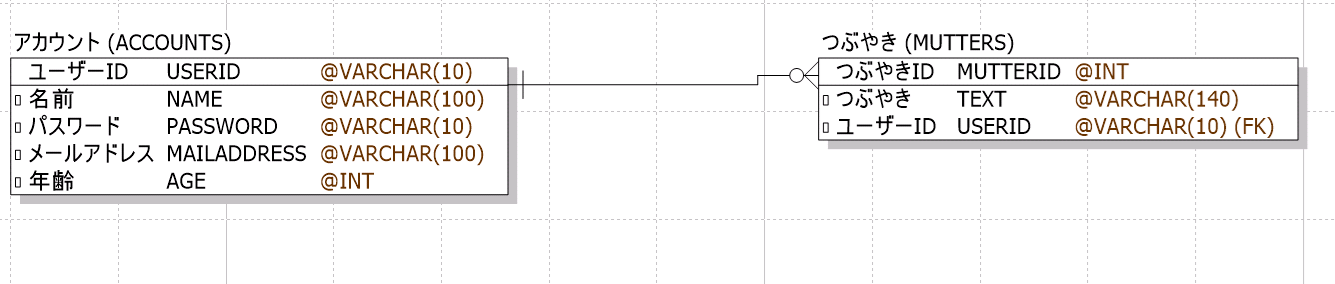 アカウント (ACCOUNTS)
ユーザーID USERID @VARCHAR(10)
名前 NAME @VARCHAR(100)
パスワード PASSWORD @VARCHAR(10)
メールアドレス MAILADDRESS @VARCHAR(100)
年齢 AGE @INT
つぶやき (MUTTERS)
つぶやきID MUTTERID @INT
つぶやき TEXT @VARCHAR(140)
ユーザーID USERID @VARCHAR(10) (FK)